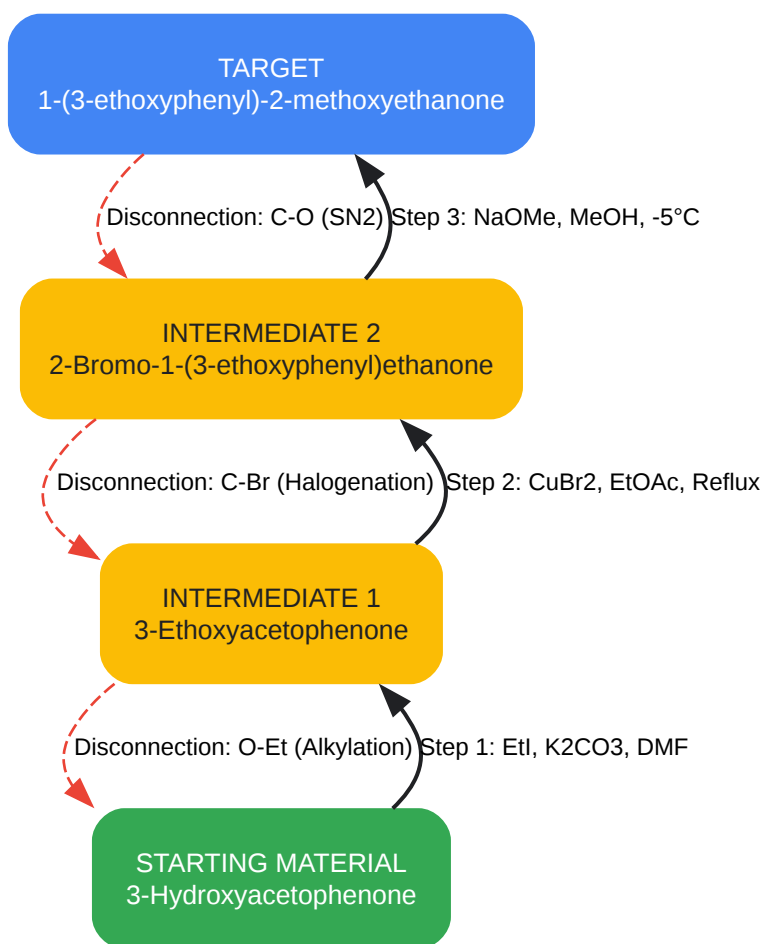 TARGET
1-(3-ethoxyphenyl)-2-methoxyethanone
Disconnection: C-O (SN2)
Step 3: NaOMe, MeOH, -5°C
INTERMEDIATE 2
2-Bromo-1-(3-ethoxyphenyl)ethanone
Disconnection: C-Br (Halogenation)
Step 2: CuBr2, EtOAc, Reflux
INTERMEDIATE 1
3-Ethoxyacetophenone
Disconnection: O-Et (Alkylation)
Step 1: EtI, K2CO3, DMF
STARTING MATERIAL
3-Hydroxyacetophenone